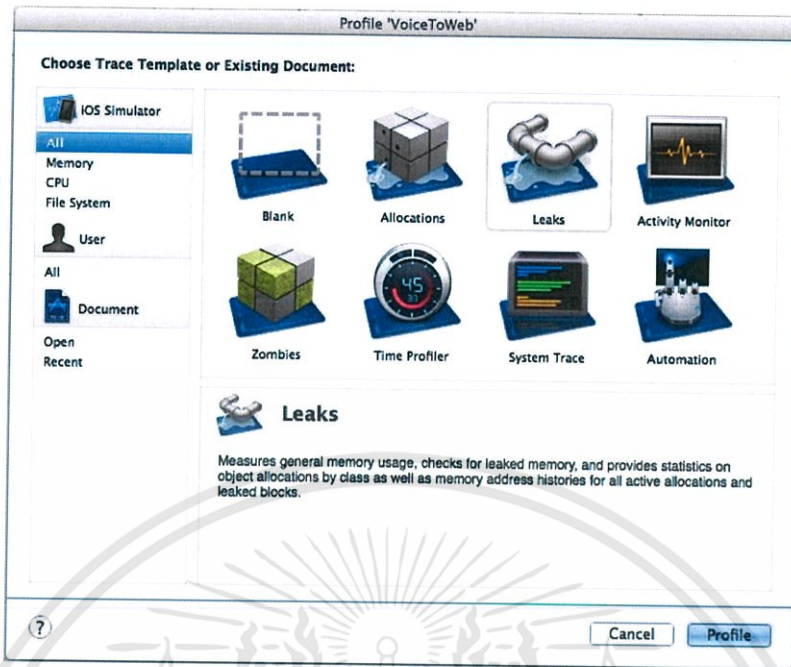 Profile 'VoiceToWeb'
Choose Trace Template or Existing Document:
iOS Simulator
All
Memory
CPU
File System
User
All
Document
Open
Recent
Blank
Allocations
Leaks
Activity Monitor
45
37
Zombies
Time Profiler
System Trace
Automation
Leaks
Measures general memory usage, checks for leaked memory, and provides statistics on
object allocations by class as well as memory address histories for all active allocations and
leaked blocks.
?
Cancel
Profile